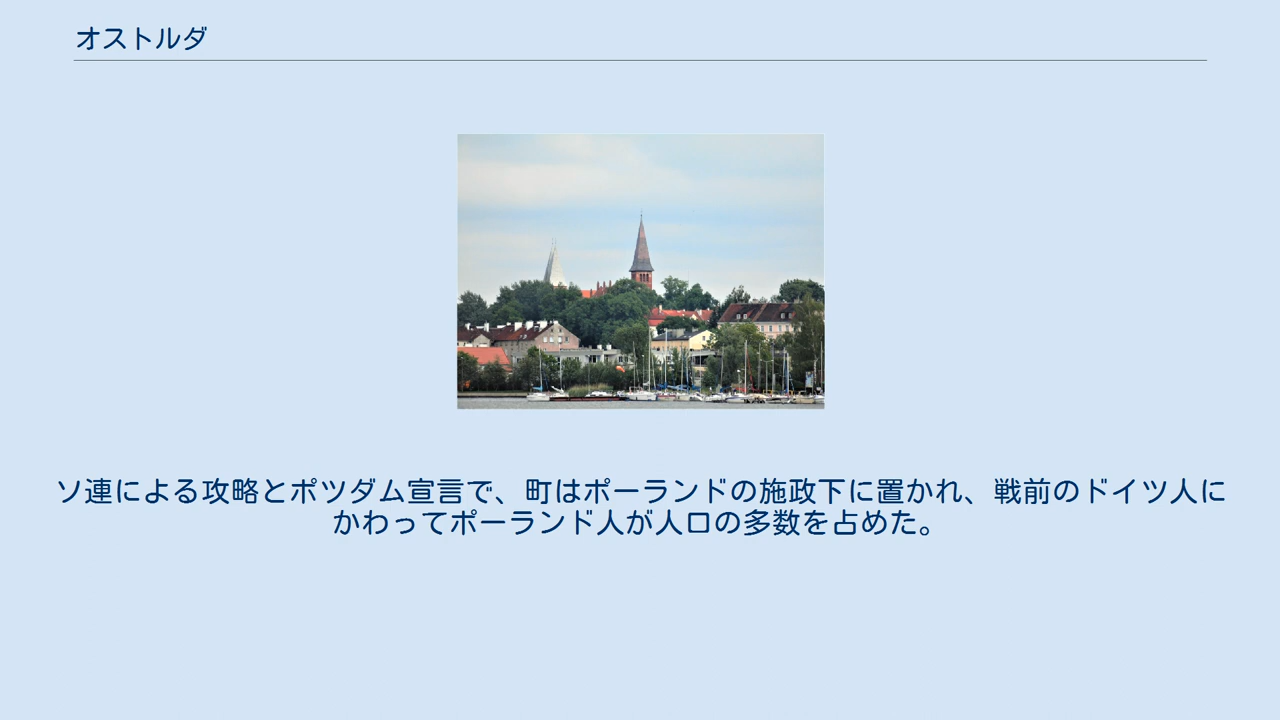 オストルダ
ソ連による攻略とポツダム宣言で、町はポーランドの施政下に置かれ、戦前のドイツ人に
かわってポーランド人が人口の多数を占めた。